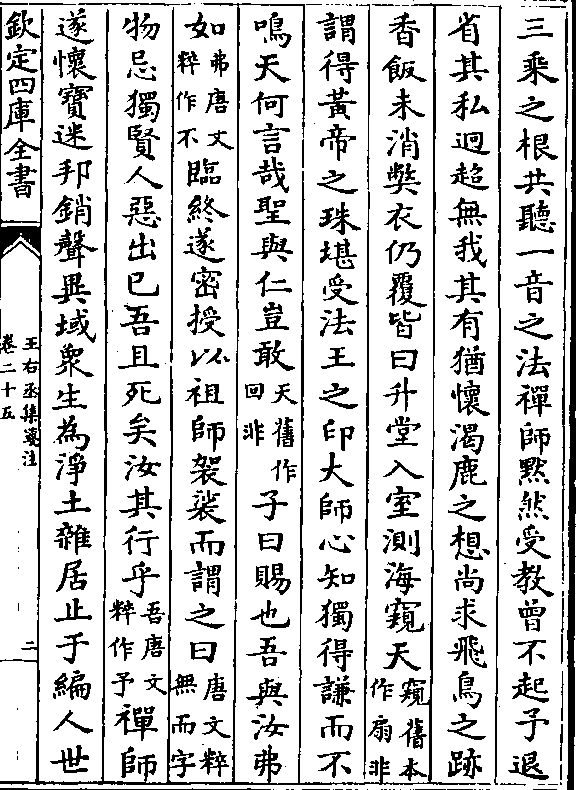 三乘之根共聽一音之法禪師黙然受教曾不起予退
省其私迥超無我其有猶懷渴鹿之想尚求飛鳥之跡
香飯未消弊衣仍覆皆曰升堂入室測海窺天窺舊本作扇非
謂得黃帝之珠堪受法王之印大師心知獨得謙而不
鳴天何言哉聖與仁豈敢天舊作回非子曰賜也吾與汝弗
如弗唐文粹作不臨終遂密授以祖師袈裟而謂之曰唐文粹無而字
物忌獨賢人惡出已吾且死矣汝其行乎吾唐文粹作予禪師
遂懷寶迷邦銷聲異域衆生為淨土雜居止于編人世
欽定四庫全書
王右丞集箋注
卷二十五
二